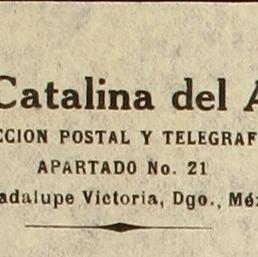 Catalina del A
CCION POSTAL Y TELEGRAF
APARTADO No. 21
adalupe Victoria, Dgo., Méx